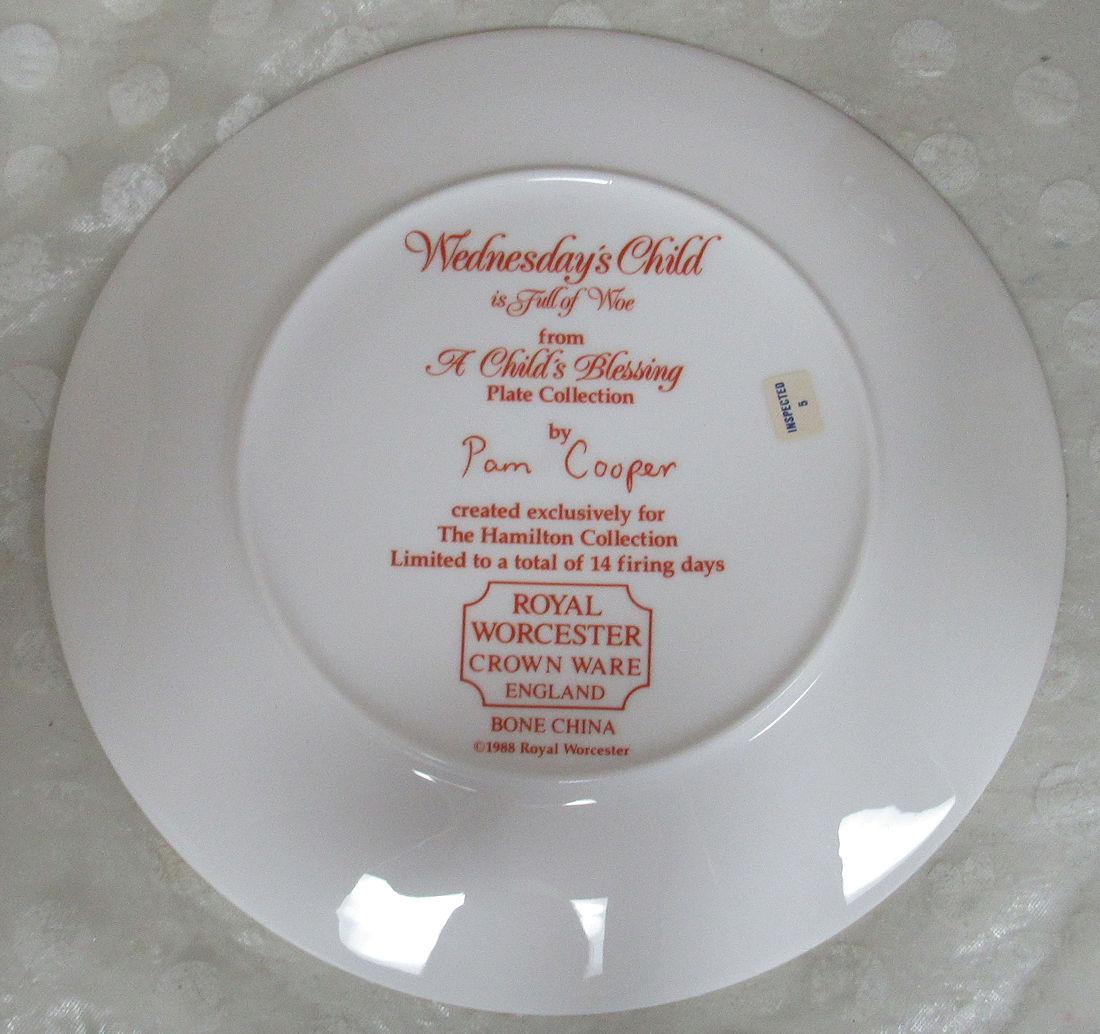 Wednesday's Child
is Full of Woe
from
A Child's Blessing
Plate Collection
by
Pam Cooper
created exclusively for
The Hamilton Collection
Limited to a total of 14 firing days
ROYAL
WORCESTER
CROWN WARE
ENGLAND
BONE CHINA
©1988 Royal Worcester
INSPECTED
5